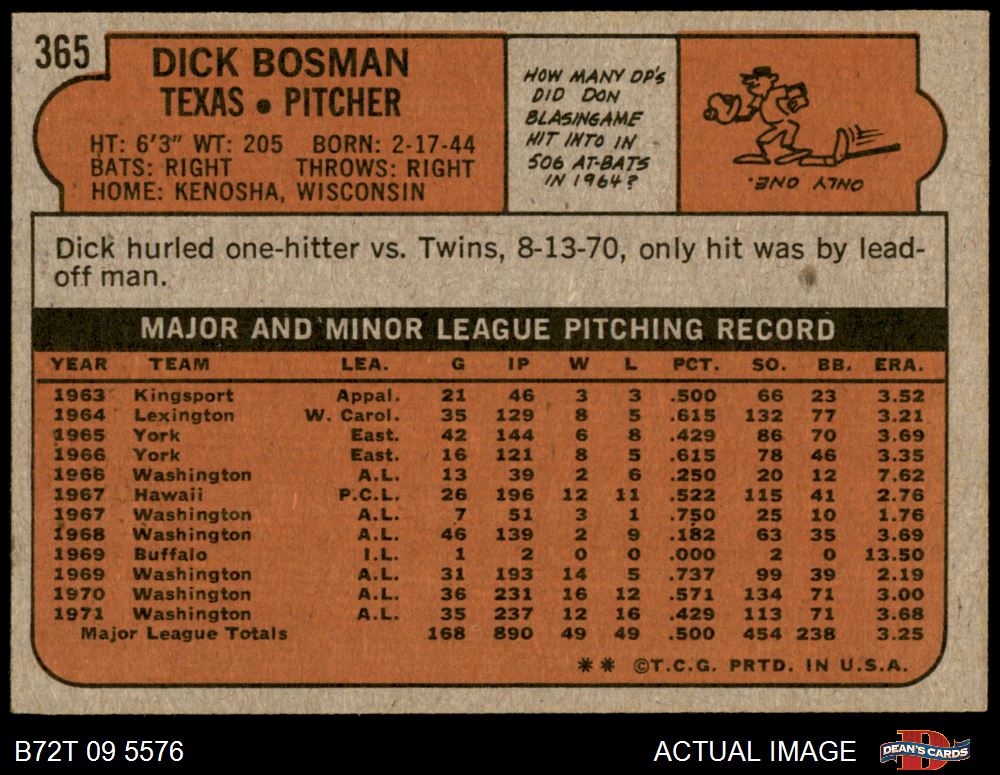 365
DICK BOSMAN
TEXAS • PITCHER
HT: 6'3" WT: 205 BORN: 2-17-44
BATS: RIGHT THROWS: RIGHT
HOME: KENOSHA, WISCONSIN
HOW MANY DP'S
DID DON
BLASINGAME
HIT INTO IN
506 AT-BATS
IN 1964?
ONLY ONE.
Dick hurled one-hitter vs. Twins, 8-13-70, only hit was by lead-
off man.
MAJOR AND MINOR LEAGUE PITCHING RECORD
YEAR TEAM LEA. G IP W L PCT. SO. BB. ERA.
1963 Kingsport Appal. 21 46 3 3 .500 66 23 3.52
1964 Lexington W. Carol. 35 129 8 5 .615 132 77 3.21
1965 York East. 42 144 6 8 .429 86 70 3.69
1966 York East. 16 121 8 5 .615 78 46 3.35
1966 Washington A.L. 13 39 2 6 .250 20 12 7.62
1967 Hawaii P.C.L. 26 196 12 11 .522 115 41 2.76
1967 Washington A.L. 7 51 3 1 .750 25 10 1.76
1968 Washington A.L. 46 139 2 9 .182 63 35 3.69
1969 Buffalo I.L. 1 2 0 0 .000 2 0 13.50
1969 Washington A.L. 31 193 14 5 .737 99 39 2.19
1970 Washington A.L. 36 231 16 12 .571 134 71 3.00
1971 Washington A.L. 35 237 12 16 .429 113 71 3.68
Major League Totals 168 890 49 49 .500 454 238 3.25
** ©T.C.G. PRTD. IN U.S.A.
B72T 09 5576
ACTUAL IMAGE
D
DEAN'S CARDS